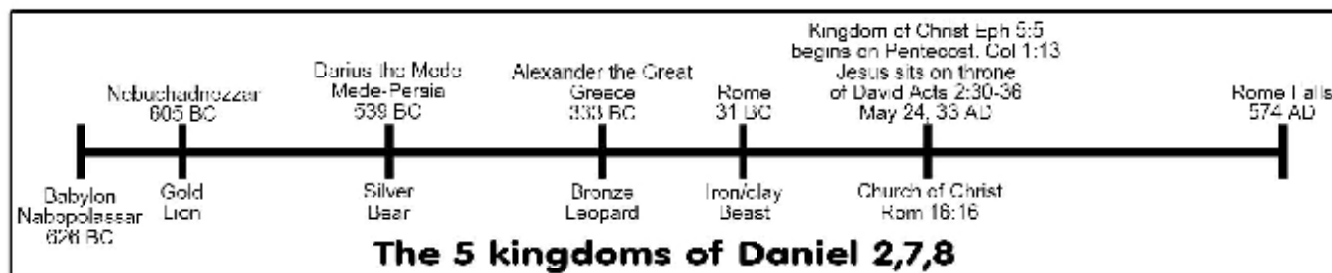 Nebuchadnezzar
605 BC
Darius the Mede
Mede-Persia
539 BC
Alexander the Great
Greece
333 BC
Rome
31 BC
Kingdom of Christ Eph 5:5
begins on Pentecost. Col 1:13
Jesus sits on throne
of David Acts 2:30-36
May 24, 33 AD
Rome Falls
574 AD
Babylon
Nabopolassar
626 BC
Gold
Lion
Silver
Bear
Bronze
Leopard
Iron/clay
Beast
Church of Christ
Rom 16:16
The 5 kingdoms of Daniel 2,7,8